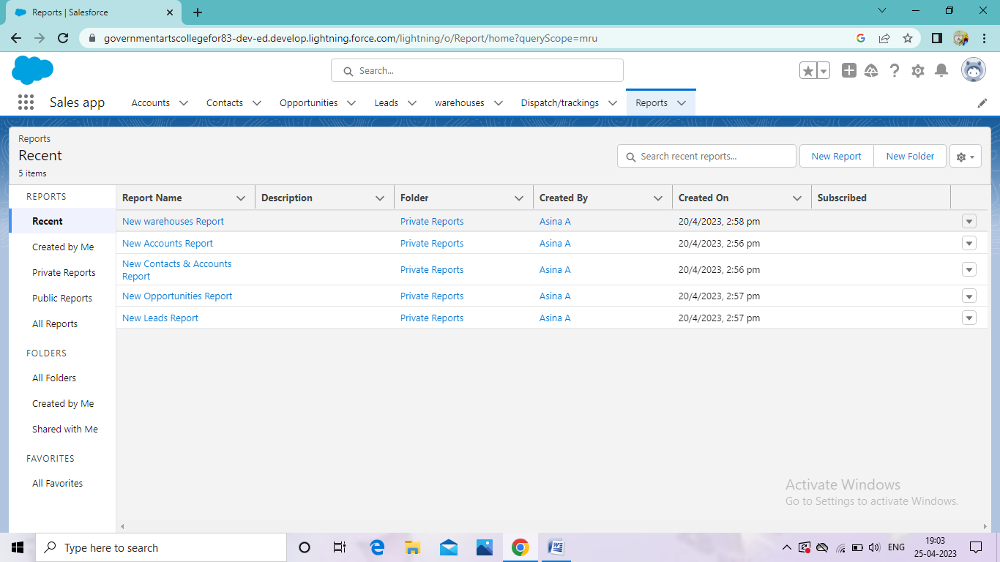 Reports | Salesforce
governmentartscollegefor83-dev-ed.develop.lightning.force.com/lightning/o/Report/home?queryScope=mru
Search...
Sales app Accounts Contacts Opportunities Leads warehouses Dispatch/trackings Reports
Reports
Recent
5 items
Search recent reports...
New Report
New Folder
REPORTS
Recent
Created by Me
Private Reports
Public Reports
All Reports
FOLDERS
All Folders
Created by Me
Shared with Me
FAVORITES
All Favorites
Report Name Description Folder Created By Created On Subscribed
New warehouses Report Private Reports Asina A 20/4/2023, 2:58 pm
New Accounts Report Private Reports Asina A 20/4/2023, 2:56 pm
New Contacts & Accounts
Report Private Reports Asina A 20/4/2023, 2:56 pm
New Opportunities Report Private Reports Asina A 20/4/2023, 2:57 pm
New Leads Report Private Reports Asina A 20/4/2023, 2:57 pm
Activate Windows
Go to Settings to activate Windows.
Type here to search
ENG
19:03
25-04-2023